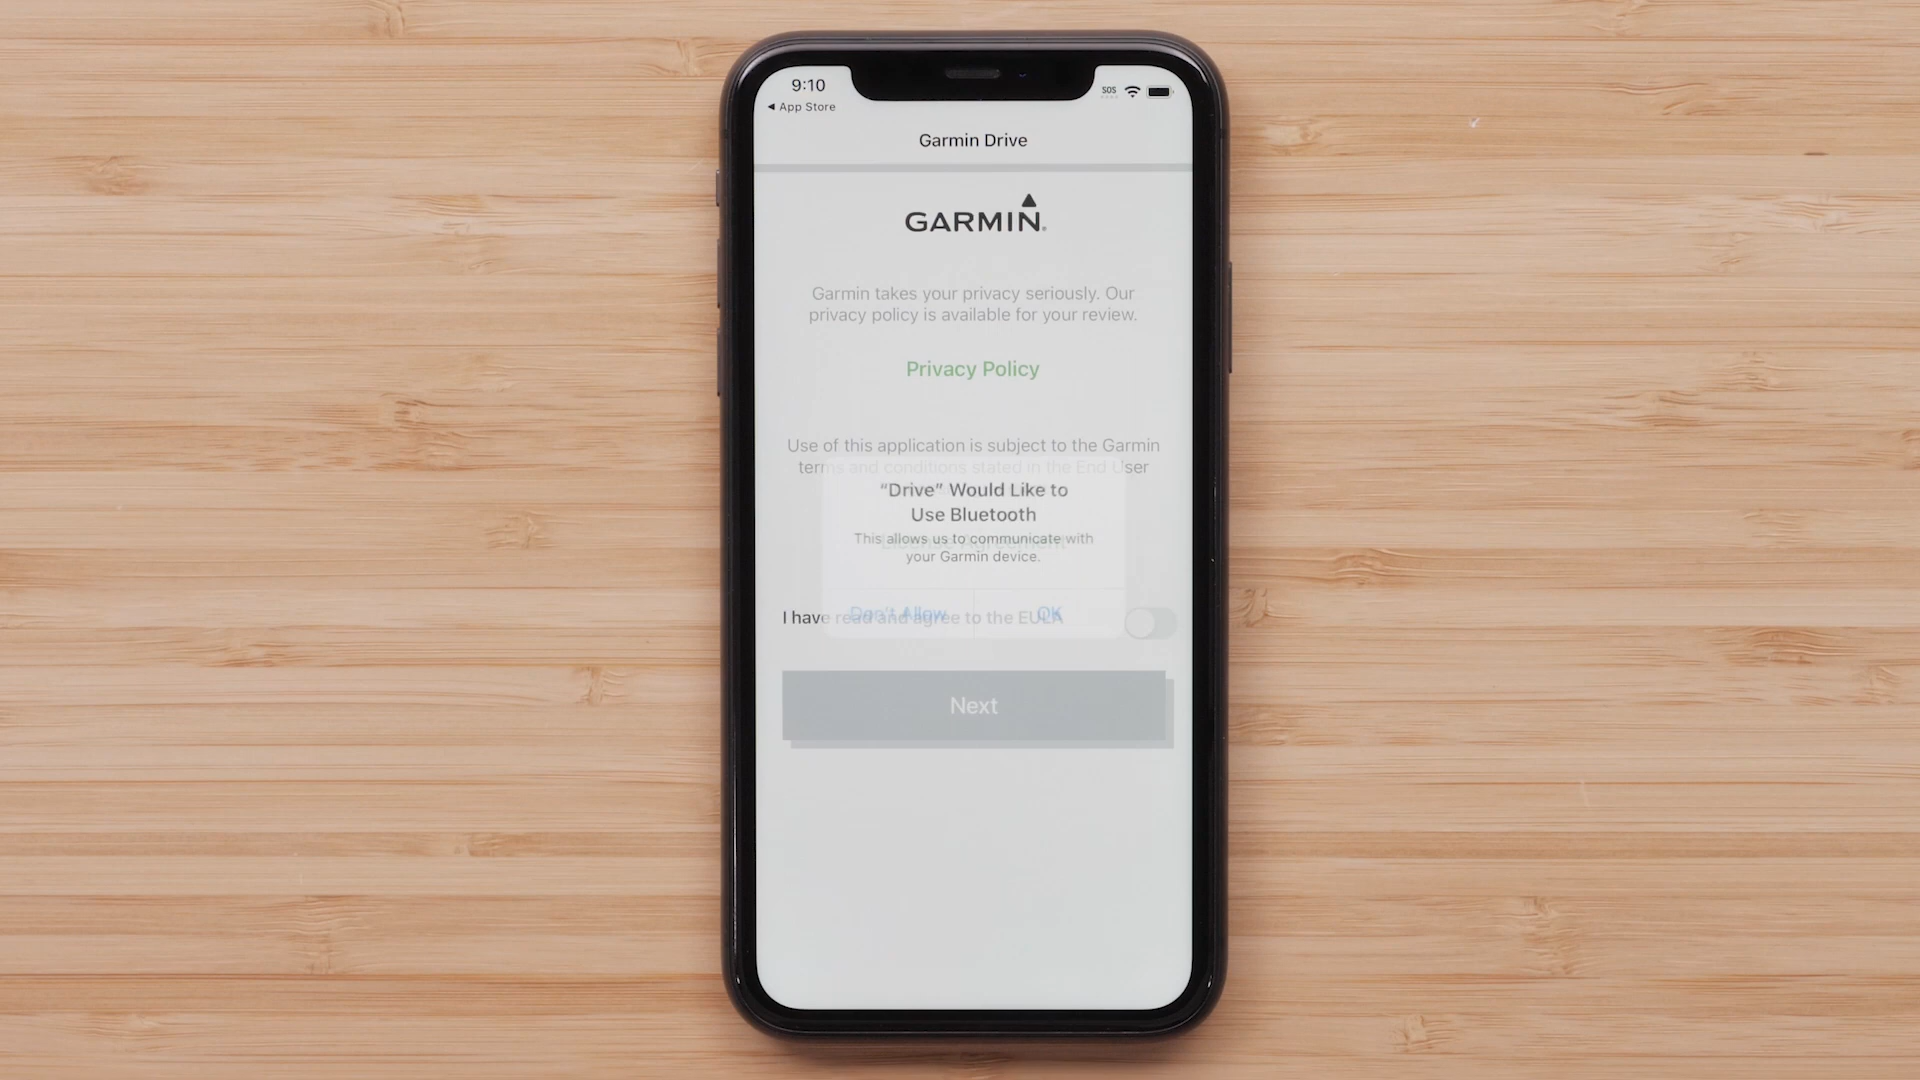 9:10
SOS
◀ App Store
Garmin Drive
GARMIN
Garmin takes your privacy seriously. Our
privacy policy is available for your review.
Privacy Policy
Use of this application is subject to the Garmin
terms and conditions stated in the End User
“Drive” Would Like to
Use Bluetooth
This allows us to communicate with
your Garmin device.
License Agreement
Don't Allow
OK
I have read and agree to the EULA
Next